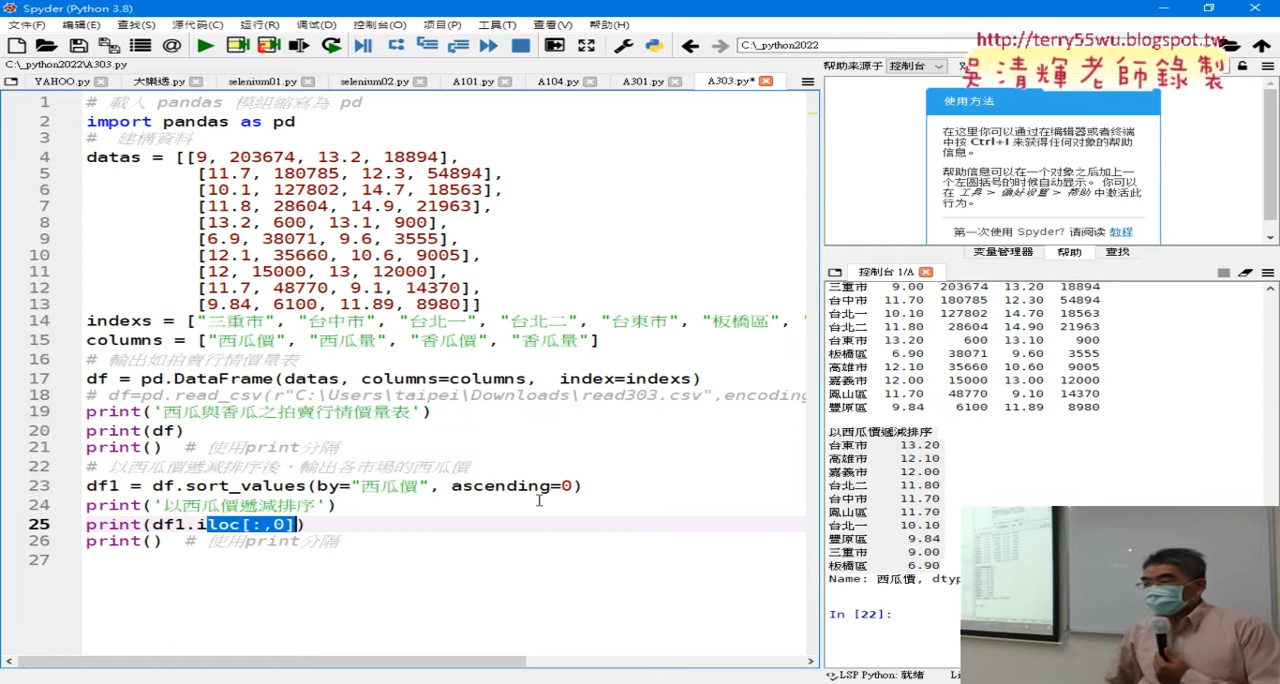 Spyder (Python 3.8)
文件(F) 编辑(E) 查找(S) 源代码(C) 运行(R) 调试(D) 控制台(O) 项目(P) 工具(T) 查看(V) 帮助(H)
C:\_python2022
http://terry55wu.blogspot.tw
吳清輝老師錄製
C:\_python2022\A303.py
帮助 来源于 控制台
YAHOO.py 大樂透.py selenium01.py selenium02.py A101.py A104.py A301.py A303.py*
1 # 載入 pandas 模組縮寫為 pd
2 import pandas as pd
3 # 建構資料
4 datas = [[9, 203674, 13.2, 18894],
5 [11.7, 180785, 12.3, 54894],
6 [10.1, 127802, 14.7, 18563],
7 [11.8, 28604, 14.9, 21963],
8 [13.2, 600, 13.1, 900],
9 [6.9, 38071, 9.6, 3555],
10 [12.1, 35660, 10.6, 9005],
11 [12, 15000, 13, 12000],
12 [11.7, 48770, 9.1, 14370],
13 [9.84, 6100, 11.89, 8980]]
14 indexs = ["三重市", "台中市", "台北一", "台北二", "台東市", "板橋區", "
15 columns = ["西瓜價", "西瓜量", "香瓜價", "香瓜量"]
16 # 輸出如拍賣行情價量表
17 df = pd.DataFrame(datas, columns=columns, index=indexs)
18 # df=pd.read_csv(r"C:\Users\taipei\Downloads\read303.csv",encoding
19 print('西瓜與香瓜之拍賣行情價量表')
20 print(df)
21 print() # 使用print分隔
22 # 以西瓜價遞減排序後，輸出各市場的西瓜價
23 df1 = df.sort_values(by="西瓜價", ascending=0)
24 print('以西瓜價遞減排序')
25 print(df1.iloc[:,0])
26 print() # 使用print分隔
27
使用方法
在这里你可以通过在编辑器或者终端
中按 Ctrl+I 来获得任何对象的帮助
信息。
帮助信息可以在一个对象之后加上一
个左圆括号的时候自动显示。 你可以
在 工具 > 偏好设置 > 帮助 中激活此
行为。
第一次使用 Spyder? 请阅读 教程
变量管理器 帮助 查找
控制台 1/A
三重市 9.00 203674 13.20 18894
台中市 11.70 180785 12.30 54894
台北一 10.10 127802 14.70 18563
台北二 11.80 28604 14.90 21963
台東市 13.20 600 13.10 900
板橋區 6.90 38071 9.60 3555
高雄市 12.10 35660 10.60 9005
嘉義市 12.00 15000 13.00 12000
鳳山區 11.70 48770 9.10 14370
豐原區 9.84 6100 11.89 8980
以西瓜價遞減排序
台東市 13.20
高雄市 12.10
嘉義市 12.00
台北二 11.80
台中市 11.70
鳳山區 11.70
台北一 10.10
豐原區 9.84
三重市 9.00
板橋區 6.90
Name: 西瓜價, dtyp
In [22]:
LSP Python: 就绪